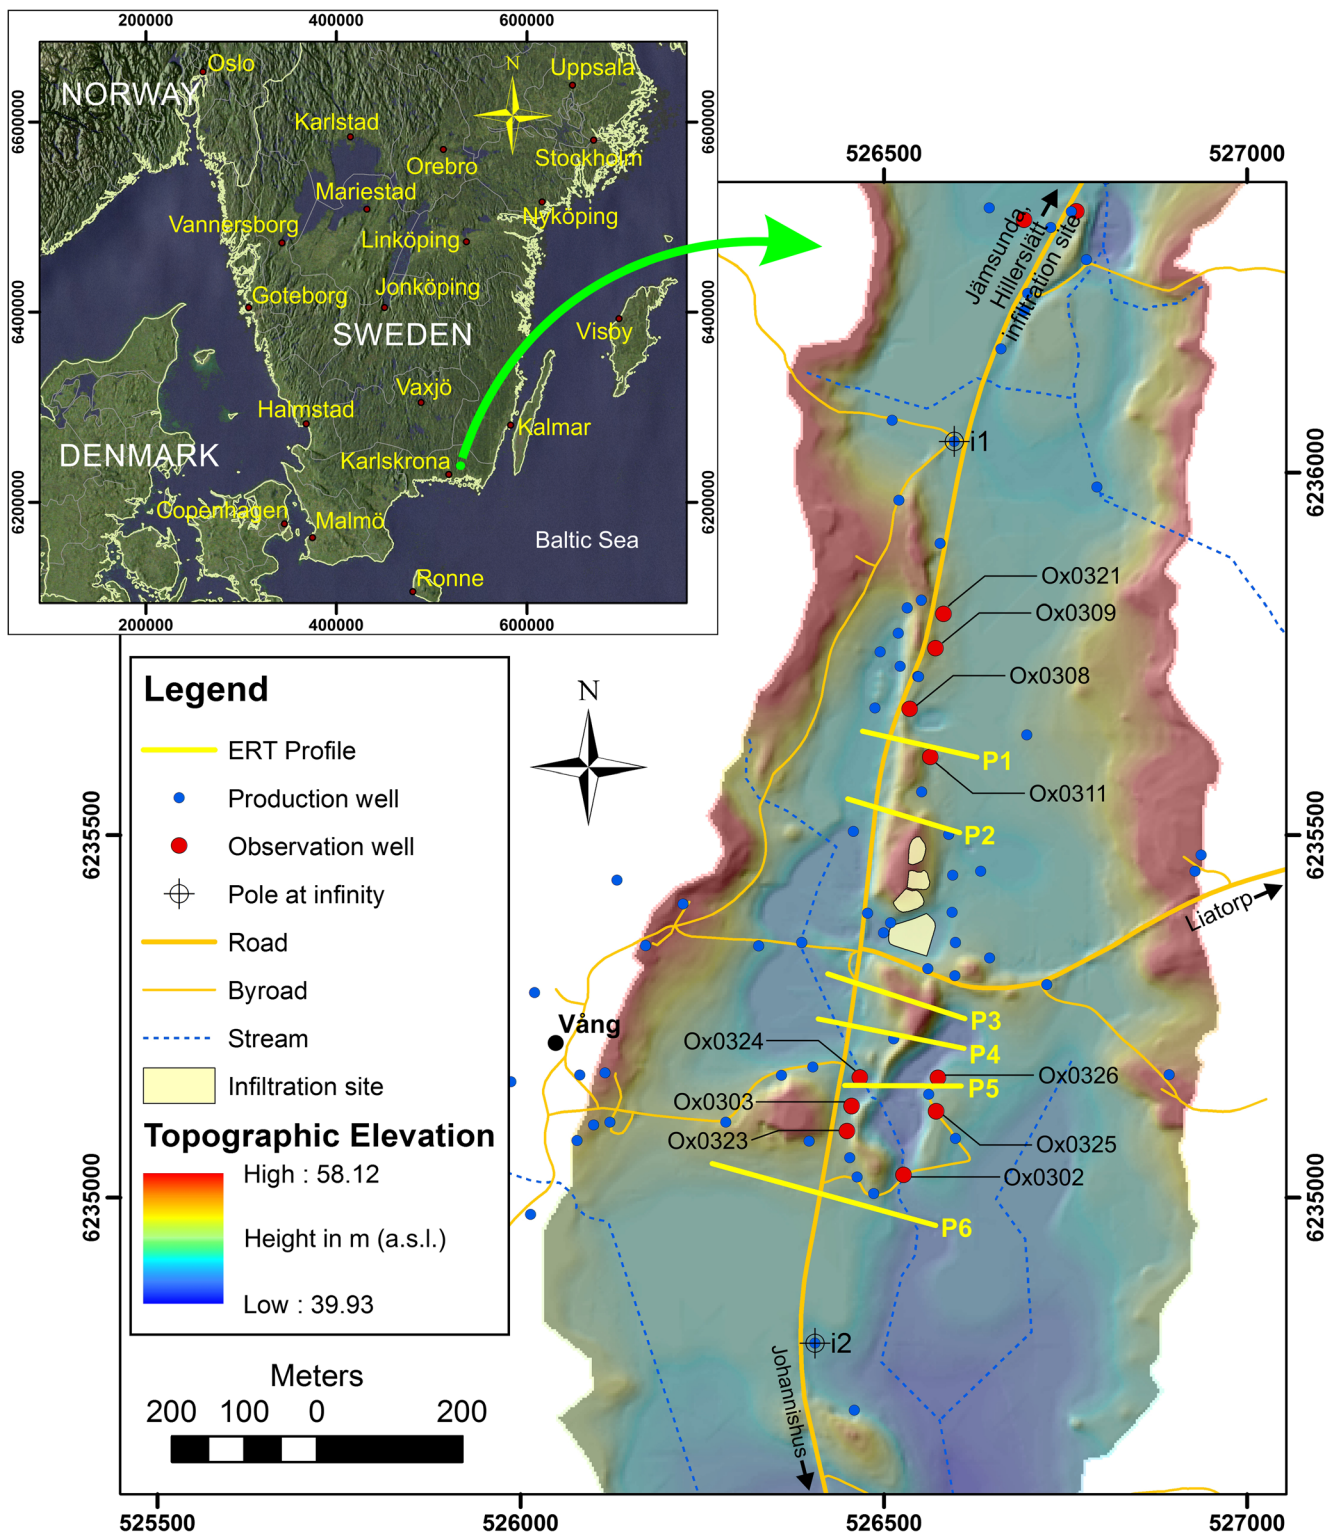 200000
400000
600000
6600000
6400000
6200000
6600000
6400000
6200000
200000
400000
600000
NORWAY
Oslo
N
Uppsala
Karlstad
Orebro
Stockholm
Mariestad
Vannersborg
Nyköping
Linköping
Goteborg
Jonköping
SWEDEN
Visby
Vaxjö
Halmstad
Kalmar
DENMARK
Karlskrona
Copenhagen
Malmö
Baltic Sea
Ronne
526500
527000
Jämsunda,
Hillerslätt
infiltration site
i1
6236000
Ox0321
Ox0309
Ox0308
P1
Ox0311
P2
6235500
6235500
Liatorp
P3
Vång
Ox0324
P4
Ox0326
P5
Ox0303
Ox0323
Ox0325
Ox0302
6235000
6235000
P6
i2
Johannishus
N
Legend
ERT Profile
Production well
Observation well
Pole at infinity
Road
Byroad
Stream
Infiltration site
Topographic Elevation
High : 58.12
Height in m (a.s.l.)
Low : 39.93
Meters
200
100
0
200
525500
526000
526500
527000